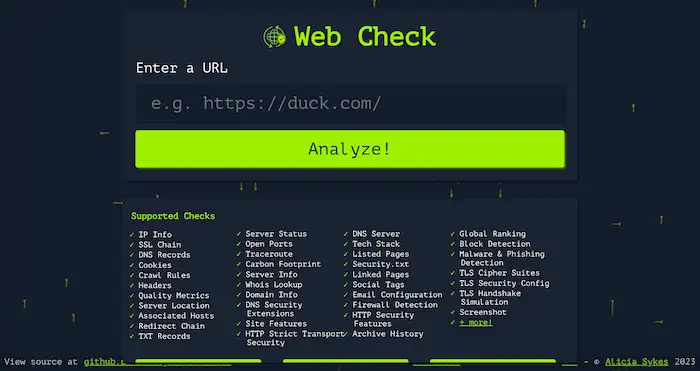 Web Check
Enter a URL
e.g. https://duck.com/
Analyze!
Supported Checks
✓ IP Info
✓ SSL Chain
✓ DNS Records
✓ Cookies
✓ Crawl Rules
✓ Headers
✓ Quality Metrics
✓ Server Location
✓ Associated Hosts
✓ Redirect Chain
✓ TXT Records
✓ Server Status
✓ Open Ports
✓ Traceroute
✓ Carbon Footprint
✓ Server Info
✓ Whois Lookup
✓ Domain Info
✓ DNS Security
Extensions
✓ Site Features
✓ HTTP Strict Transport
Security
✓ DNS Server
✓ Tech Stack
✓ Listed Pages
✓ Security.txt
✓ Linked Pages
✓ Social Tags
✓ Email Configuration
✓ Firewall Detection
✓ HTTP Security
Features
✓ Archive History
✓ Global Ranking
✓ Block Detection
✓ Malware & Phishing
Detection
✓ TLS Cipher Suites
✓ TLS Security Config
✓ TLS Handshake
Simulation
✓ Screenshot
✓ + more!
View source at github.c - © Alicia Sykes 2023